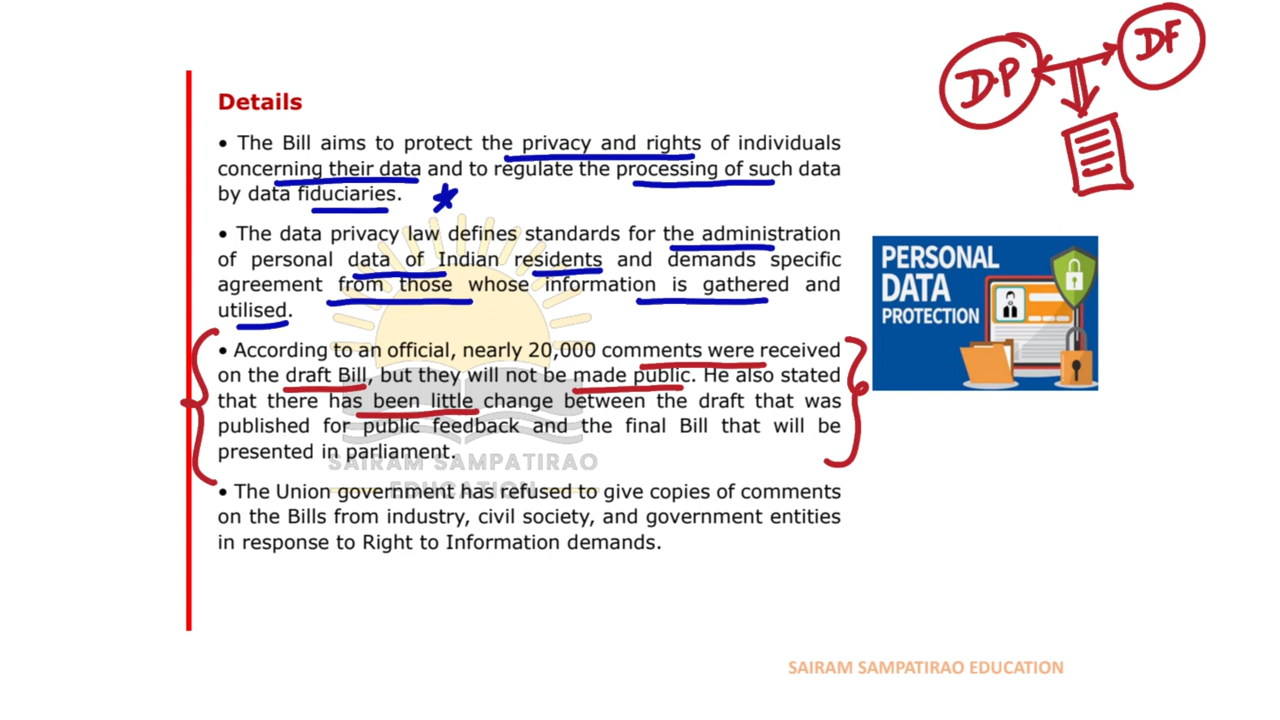 D.P
DF
Details
• The Bill aims to protect the privacy and rights of individuals
concerning their data and to regulate the processing of such data
by data fiduciaries.
• The data privacy law defines standards for the administration
of personal data of Indian residents and demands specific
agreement from those whose information is gathered and
utilised.
• According to an official, nearly 20,000 comments were received
on the draft Bill, but they will not be made public. He also stated
that there has been little change between the draft that was
published for public feedback and the final Bill that will be
presented in parliament.
SAIRAM SAMPATIRAO
EDUCATION
• The Union government has refused to give copies of comments
on the Bills from industry, civil society, and government entities
in response to Right to Information demands.
PERSONAL
DATA
PROTECTION
SAIRAM SAMPATIRAO EDUCATION